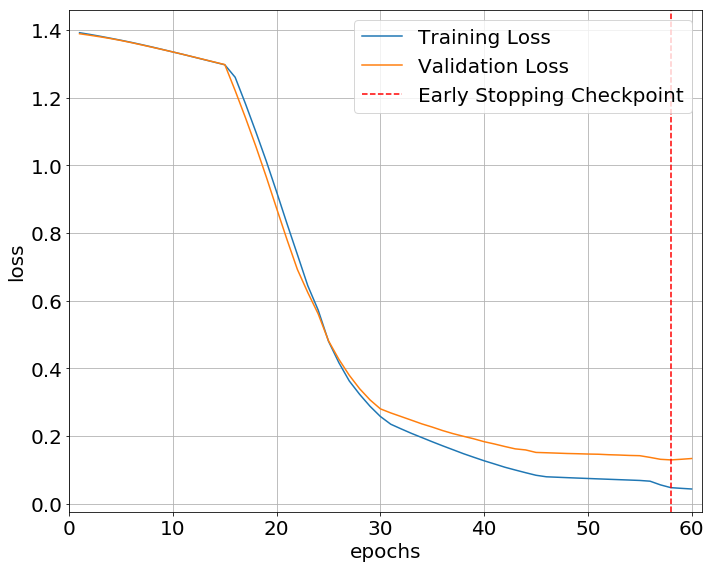 1.4
1.2
1.0
0.8
0.6
0.4
0.2
0.0
loss
Training Loss
Validation Loss
Early Stopping Checkpoint
0 10 20 30 40 50 60
epochs